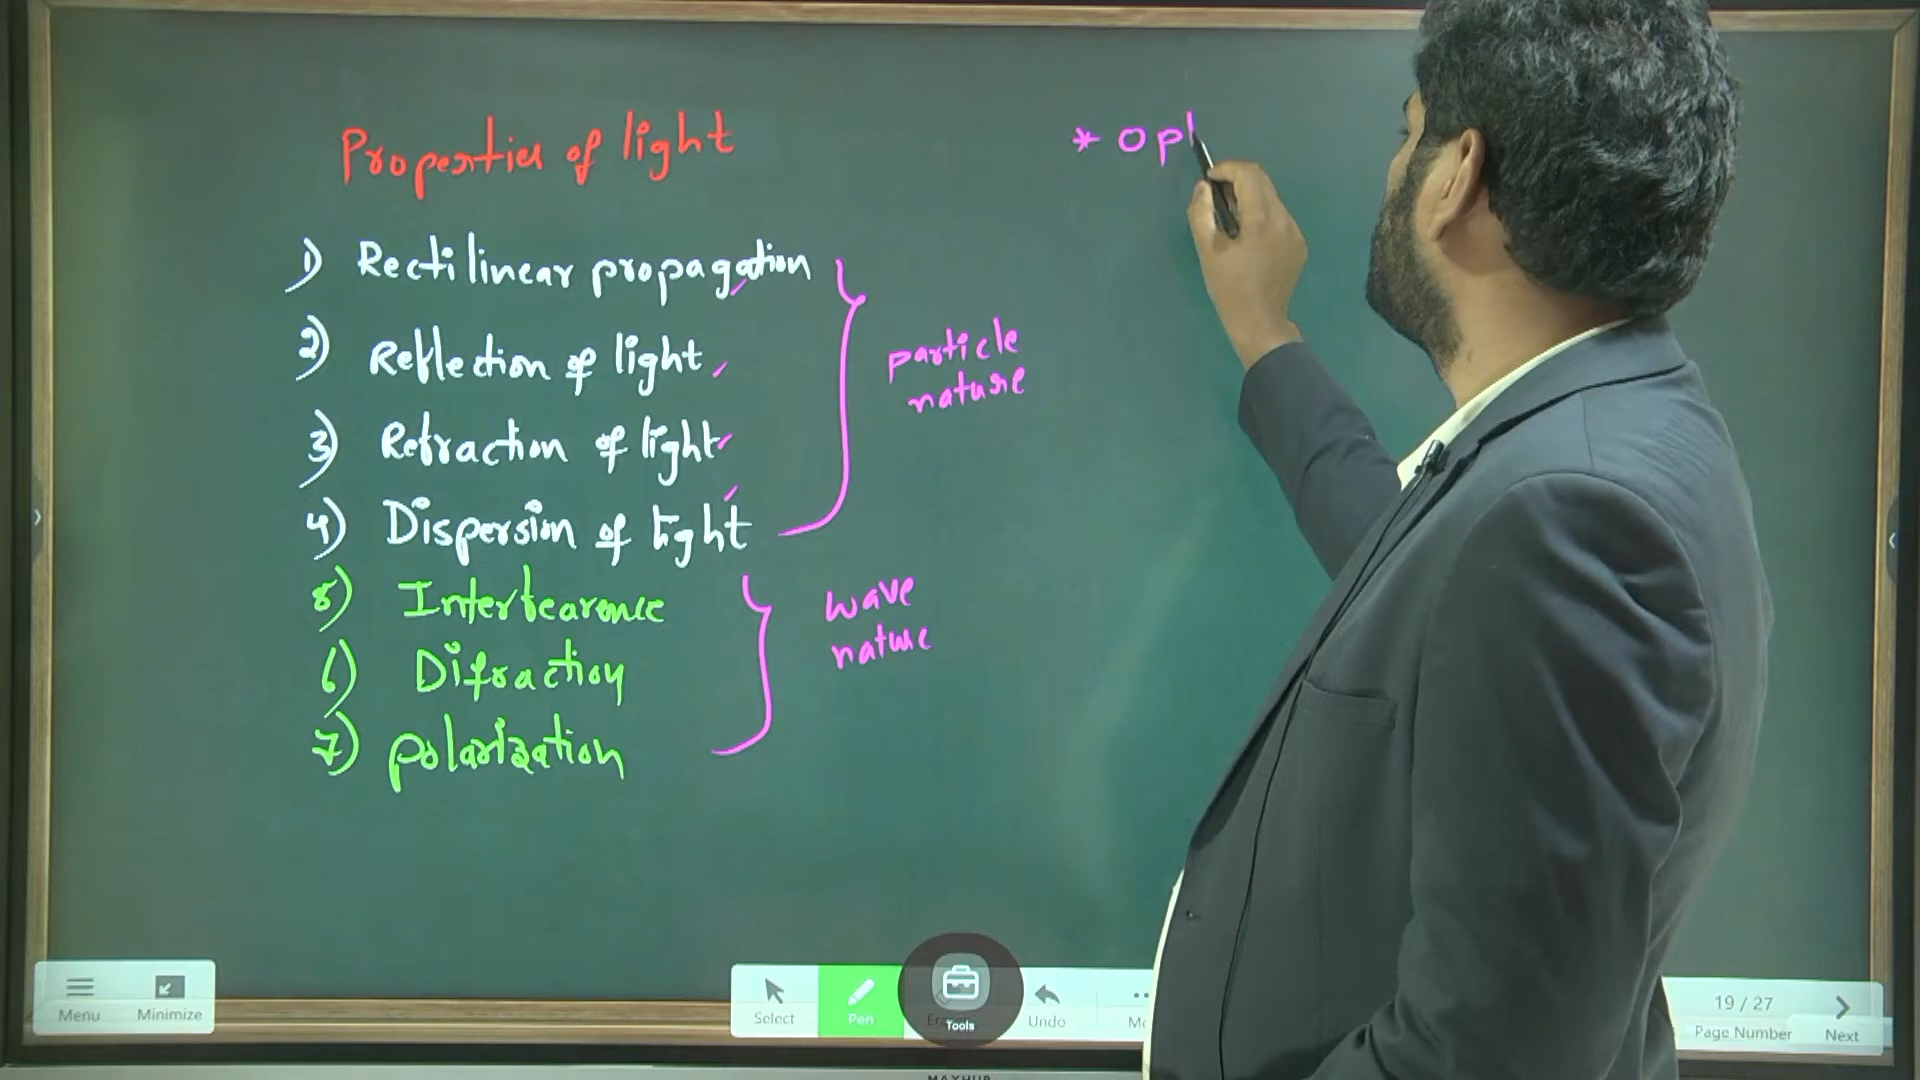 Properties of light
1) Rectilinear propagation
2) Reflection of light
3) Refraction of light
4) Dispersion of light
particle
nature
5) Interfearence
6) Difraction
7) polarization
wave
nature
* op
Menu
Minimize
Select
Pen
Tools
Undo
19 / 27
Page Number
Next